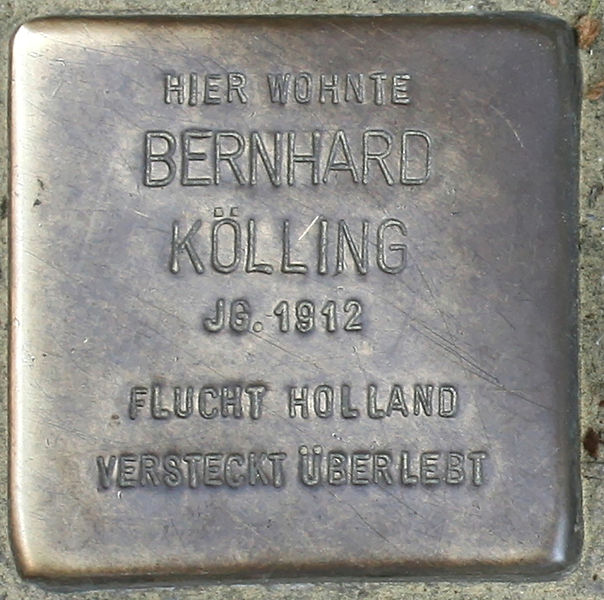 HIER WOHNTE
BERNHARD
KÖLLING
JG. 1912
FLUCHT HOLLAND
VERSTECKT ÜBERLEBT